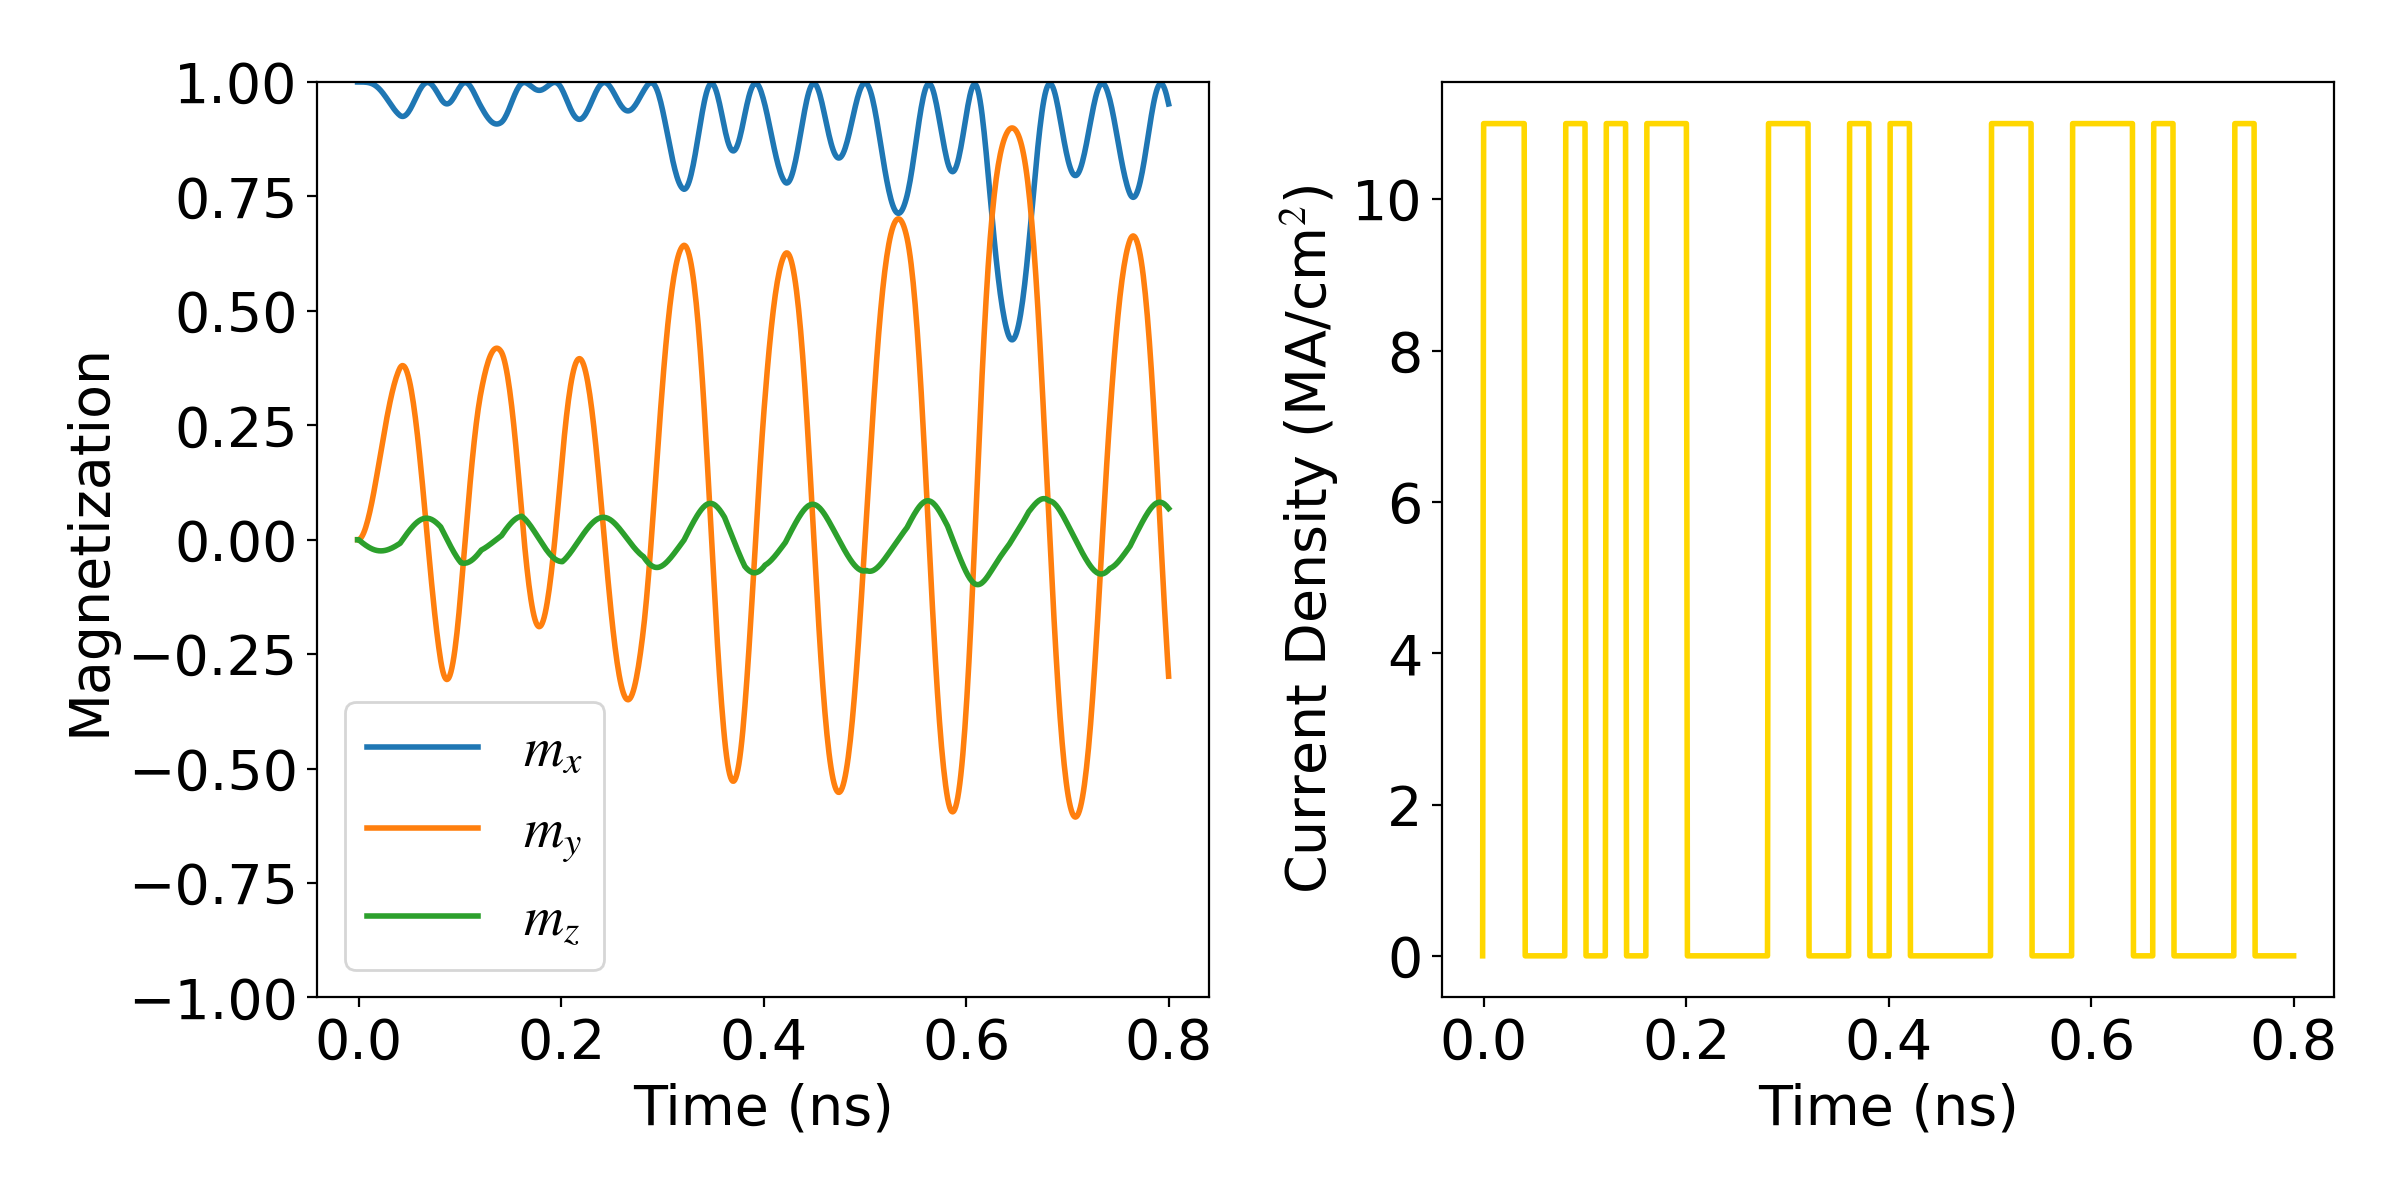 1.00
0.75
0.50
0.25
0.00
−0.25
−0.50
−0.75
−1.00
Magnetization
0.0 0.2 0.4 0.6 0.8
Time (ns)
m_x
m_y
m_z
10
8
6
4
2
0
Current Density (MA/cm²)
0.0 0.2 0.4 0.6 0.8
Time (ns)